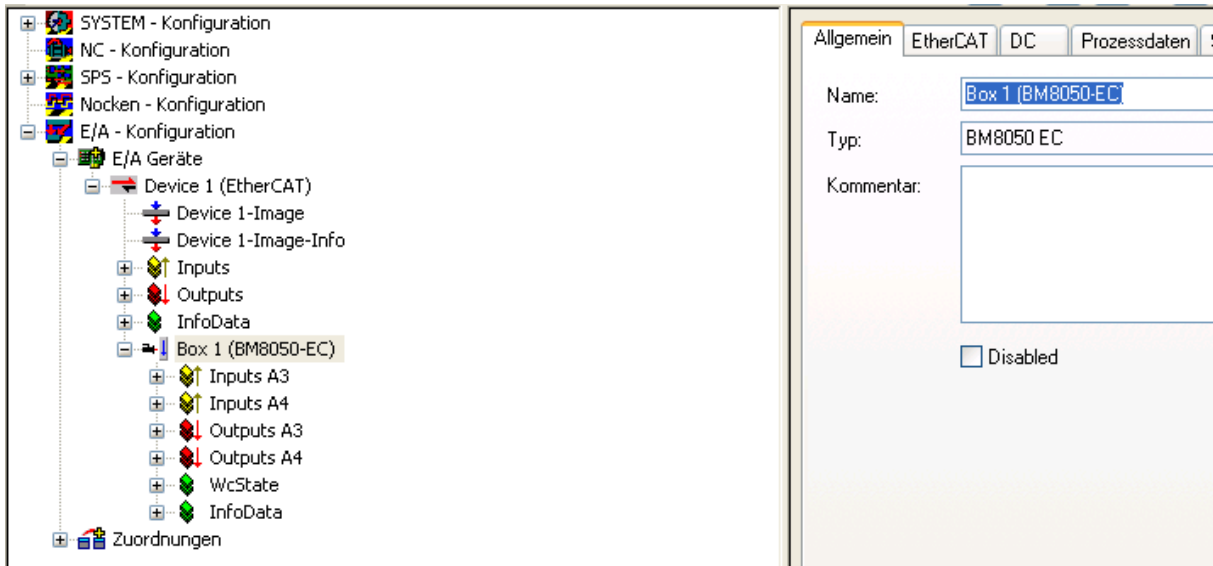 SYSTEM - Konfiguration
NC - Konfiguration
SPS - Konfiguration
Nocken - Konfiguration
E/A - Konfiguration
E/A Geräte
Device 1 (EtherCAT)
Device 1-Image
Device 1-Image-Info
Inputs
Outputs
InfoData
Box 1 (BM8050-EC)
Inputs A3
Inputs A4
Outputs A3
Outputs A4
WcState
InfoData
Zuordnungen
Allgemein EtherCAT DC Prozessdaten
Name: Box 1 (BM8050-EC)
Typ: BM8050 EC
Kommentar:
Disabled